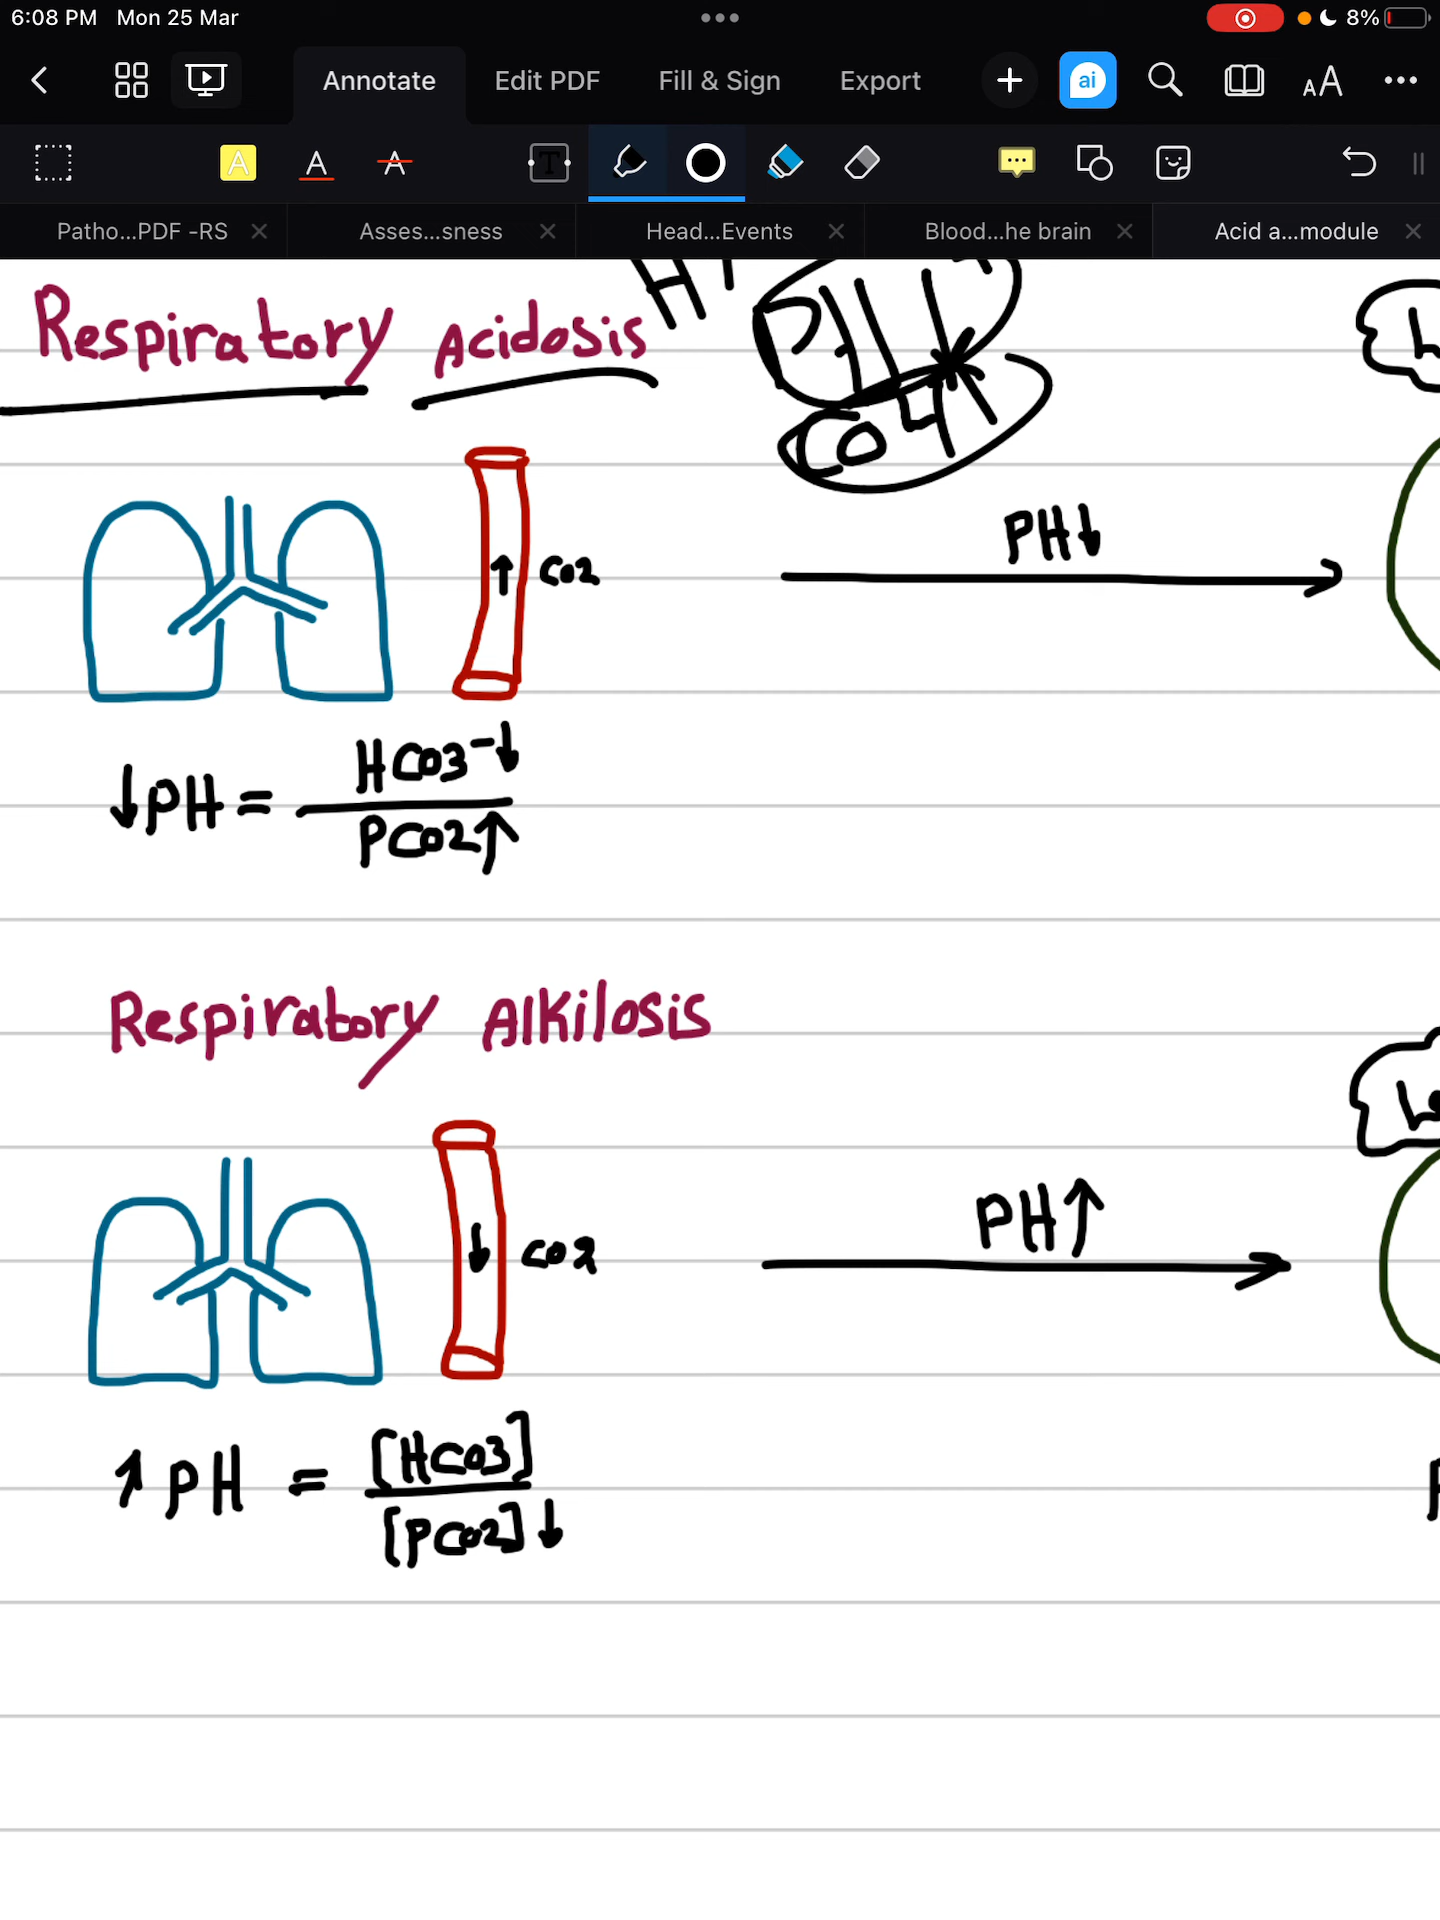 6:08 PM Mon 25 Mar
8%
Annotate Edit PDF Fill & Sign Export + ai AA
A A A T
Patho...PDF -RS Asses...sness Head...Events Blood...he brain Acid a...module
Respiratory Acidosis
PH↓
↑ CO2
HCO3-↓
↓PH =
PCO2↑
Respiratory Alkilosis
PH↑
↓ CO2
[HCO3]
↑ PH =
[PCO2]↓